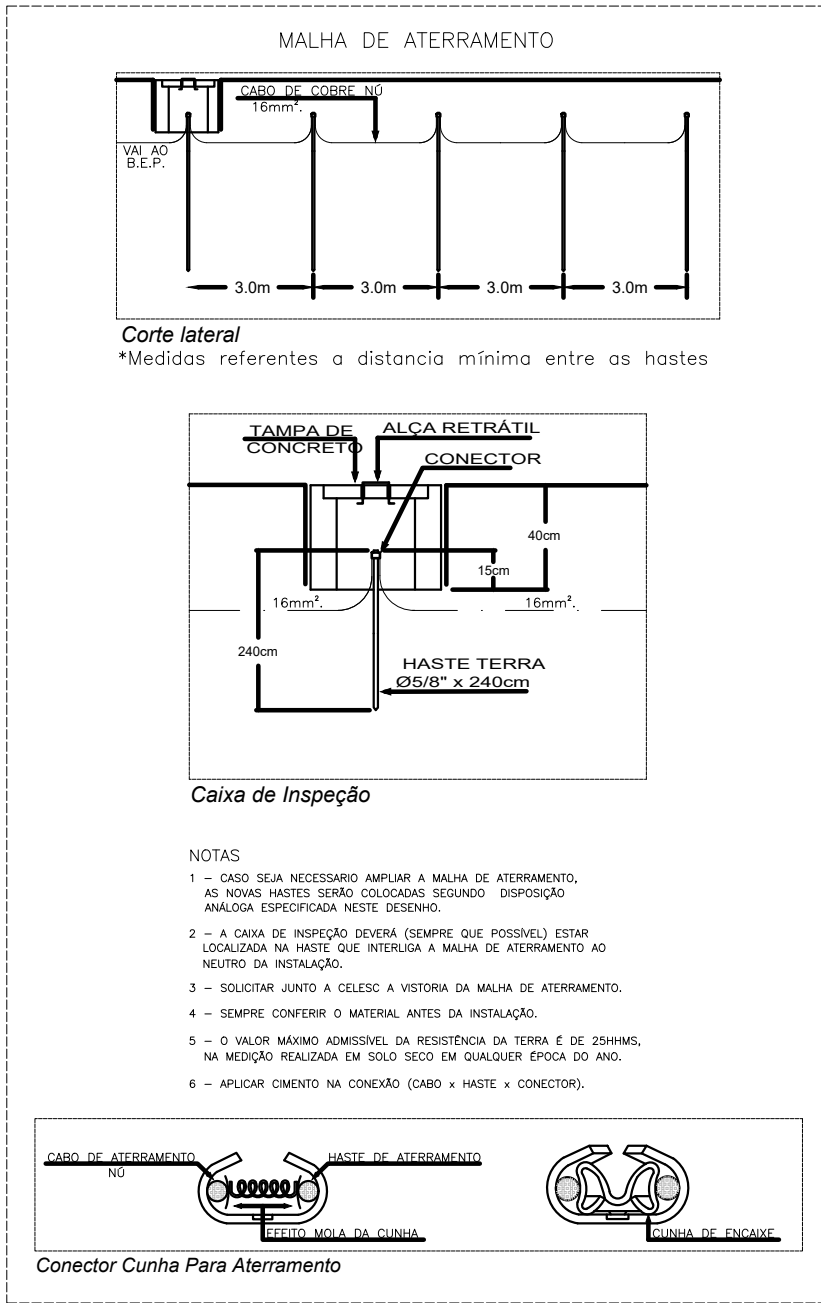 MALHA DE ATERRAMENTO
CABO DE COBRE NÚ
16mm².
VAI AO
B.E.P.
3.0m 3.0m 3.0m 3.0m
Corte lateral
*Medidas referentes a distancia mínima entre as hastes
TAMPA DE
CONCRETO
ALÇA RETRÁTIL
CONECTOR
40cm
15cm
16mm². 16mm².
240cm
HASTE TERRA
Ø5/8" x 240cm
Caixa de Inspeção
NOTAS
1 – CASO SEJA NECESSARIO AMPLIAR A MALHA DE ATERRAMENTO,
AS NOVAS HASTES SERÃO COLOCADAS SEGUNDO DISPOSIÇÃO
ANÁLOGA ESPECIFICADA NESTE DESENHO.
2 – A CAIXA DE INSPEÇÃO DEVERÁ (SEMPRE QUE POSSÍVEL) ESTAR
LOCALIZADA NA HASTE QUE INTERLIGA A MALHA DE ATERRAMENTO AO
NEUTRO DA INSTALAÇÃO.
3 – SOLICITAR JUNTO A CELESC A VISTORIA DA MALHA DE ATERRAMENTO.
4 – SEMPRE CONFERIR O MATERIAL ANTES DA INSTALAÇÃO.
5 – O VALOR MÁXIMO ADMISSÍVEL DA RESISTÊNCIA DA TERRA É DE 25HHMS,
NA MEDIÇÃO REALIZADA EM SOLO SECO EM QUALQUER ÉPOCA DO ANO.
6 – APLICAR CIMENTO NA CONEXÃO (CABO x HASTE x CONECTOR).
CABO DE ATERRAMENTO
NÚ
HASTE DE ATERRAMENTO
EFEITO MOLA DA CUNHA
CUNHA DE ENCAIXE
Conector Cunha Para Aterramento